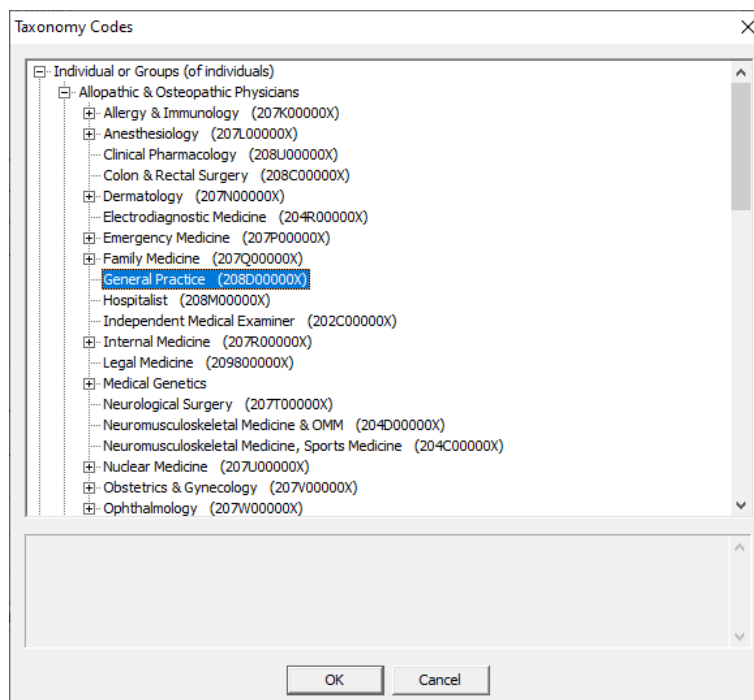 Taxonomy Codes
Individual or Groups (of individuals)
Allopathic & Osteopathic Physicians
Allergy & Immunology (207K00000X)
Anesthesiology (207L00000X)
Clinical Pharmacology (208U00000X)
Colon & Rectal Surgery (208C00000X)
Dermatology (207N00000X)
Electrodiagnostic Medicine (204R00000X)
Emergency Medicine (207P00000X)
Family Medicine (207Q00000X)
General Practice (208D00000X)
Hospitalist (208M00000X)
Independent Medical Examiner (202C00000X)
Internal Medicine (207R00000X)
Legal Medicine (209800000X)
Medical Genetics
Neurological Surgery (207T00000X)
Neuromusculoskeletal Medicine & OMM (204D00000X)
Neuromusculoskeletal Medicine, Sports Medicine (204C00000X)
Nuclear Medicine (207U00000X)
Obstetrics & Gynecology (207V00000X)
Ophthalmology (207W00000X)
OK Cancel